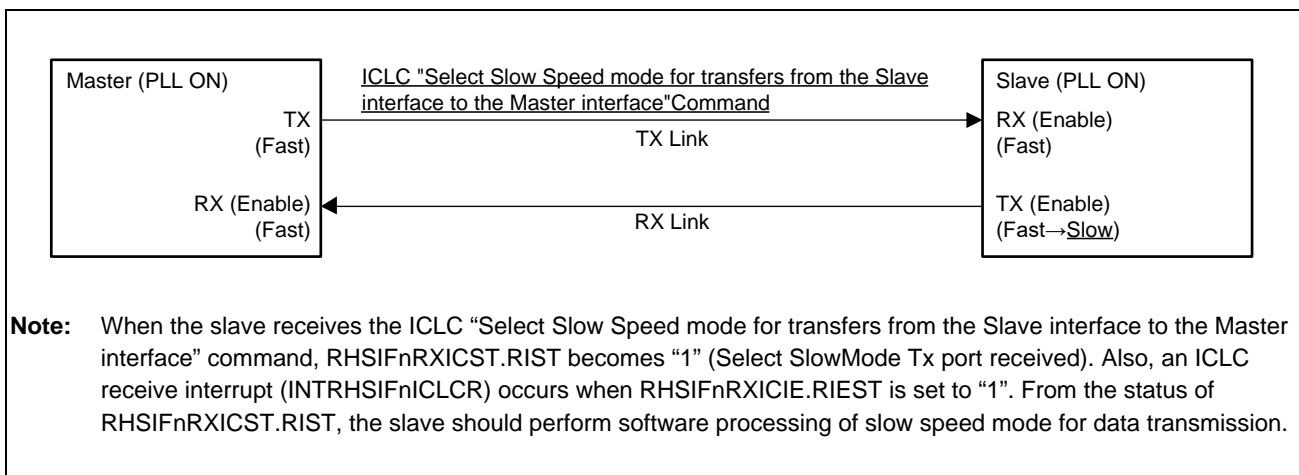 Master (PLL ON)
TX
(Fast)
RX (Enable)
(Fast)
ICLC "Select Slow Speed mode for transfers from the Slave
interface to the Master interface"Command
TX Link
RX Link
Slave (PLL ON)
RX (Enable)
(Fast)
TX (Enable)
(Fast→Slow)
Note: When the slave receives the ICLC “Select Slow Speed mode for transfers from the Slave interface to the Master
interface” command, RHSIFnRXICST.RIST becomes “1” (Select SlowMode Tx port received). Also, an ICLC
receive interrupt (INTRHSIFnICLCR) occurs when RHSIFnRXICIE.RIEST is set to “1”. From the status of
RHSIFnRXICST.RIST, the slave should perform software processing of slow speed mode for data transmission.